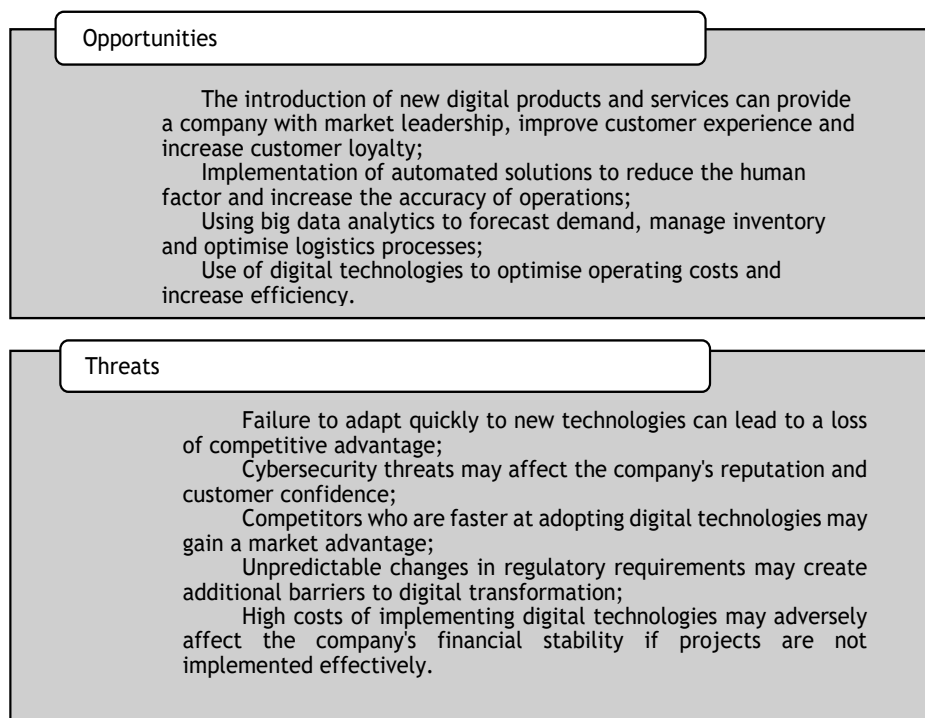 Opportunities
The introduction of new digital products and services can provide
a company with market leadership, improve customer experience and
increase customer loyalty;
Implementation of automated solutions to reduce the human
factor and increase the accuracy of operations;
Using big data analytics to forecast demand, manage inventory
and optimise logistics processes;
Use of digital technologies to optimise operating costs and
increase efficiency.
Threats
Failure to adapt quickly to new technologies can lead to a loss
of competitive advantage;
Cybersecurity threats may affect the company's reputation and
customer confidence;
Competitors who are faster at adopting digital technologies may
gain a market advantage;
Unpredictable changes in regulatory requirements may create
additional barriers to digital transformation;
High costs of implementing digital technologies may adversely
affect the company's financial stability if projects are not
implemented effectively.